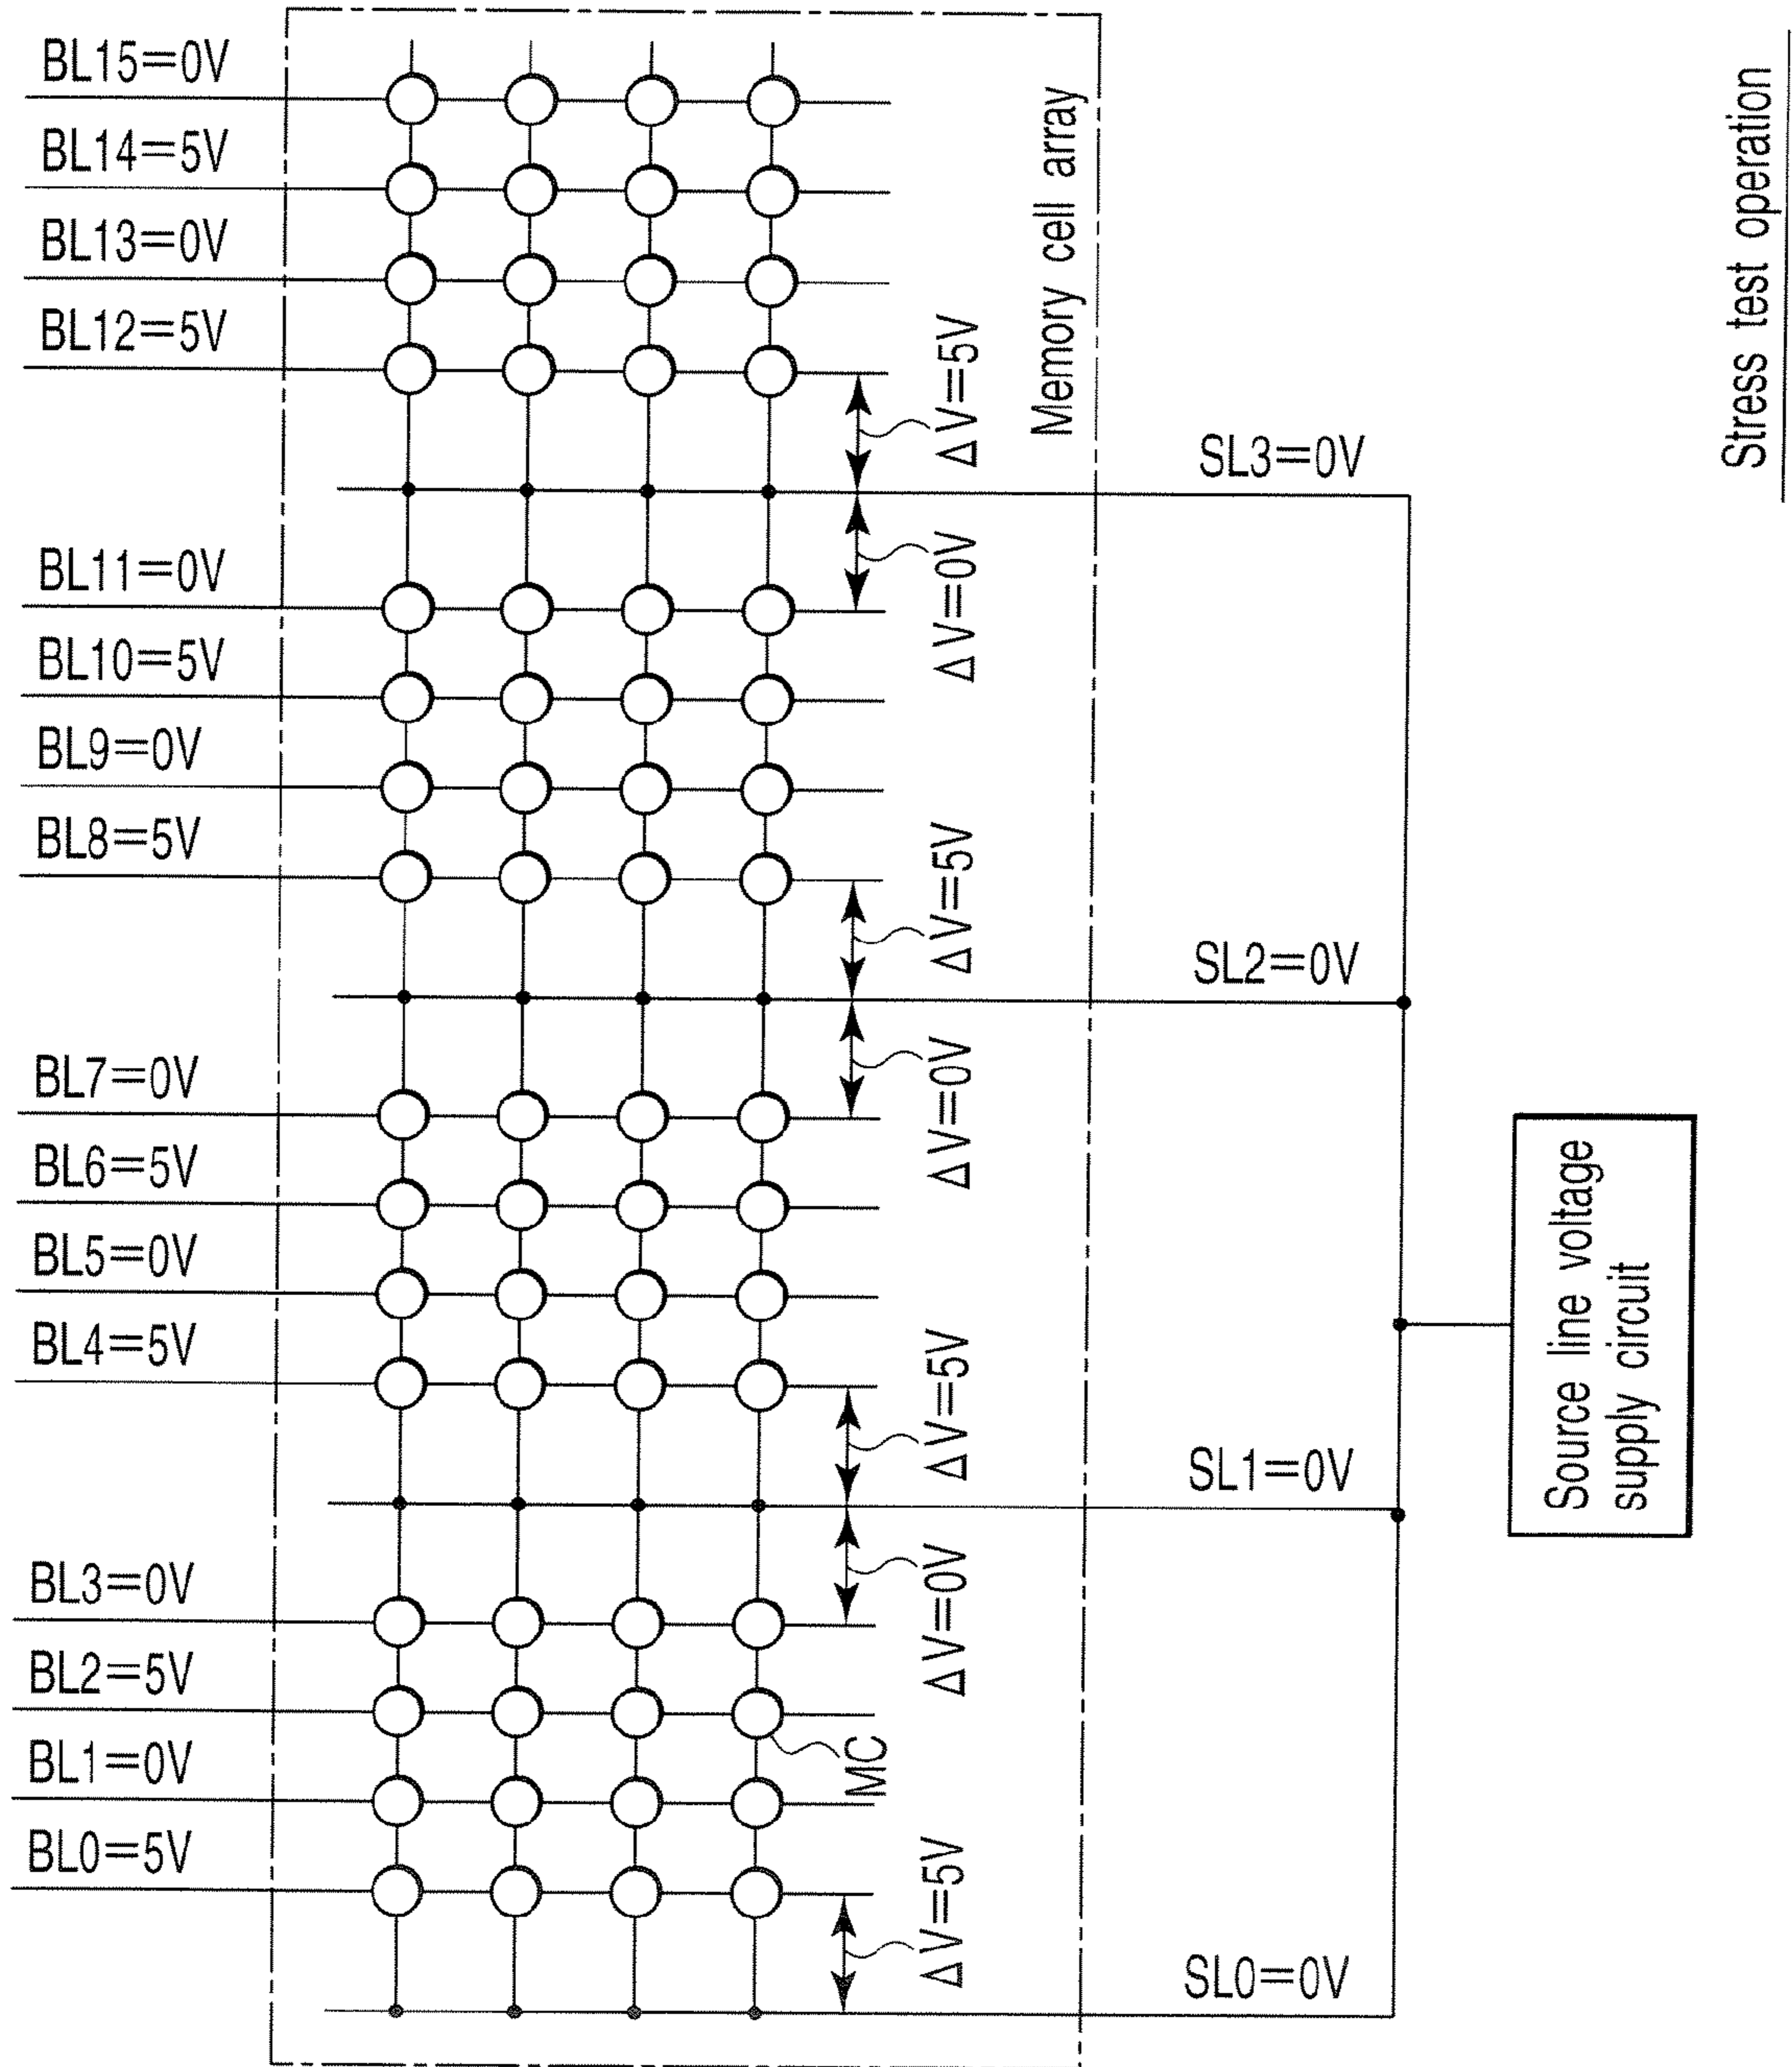 BL15=0V
BL14=5V
BL13=0V
BL12=5V
BL11=0V
BL10=5V
BL9=0V
BL8=5V
BL7=0V
BL6=5V
BL5=0V
BL4=5V
BL3=0V
BL2=5V
BL1=0V
BL0=5V
ΔV=5V
ΔV=0V
ΔV=5V
ΔV=0V
ΔV=5V
ΔV=0V
ΔV=5V
MC
Memory cell array
SL3=0V
SL2=0V
SL1=0V
SL0=0V
Source line voltage
supply circuit
Stress test operation